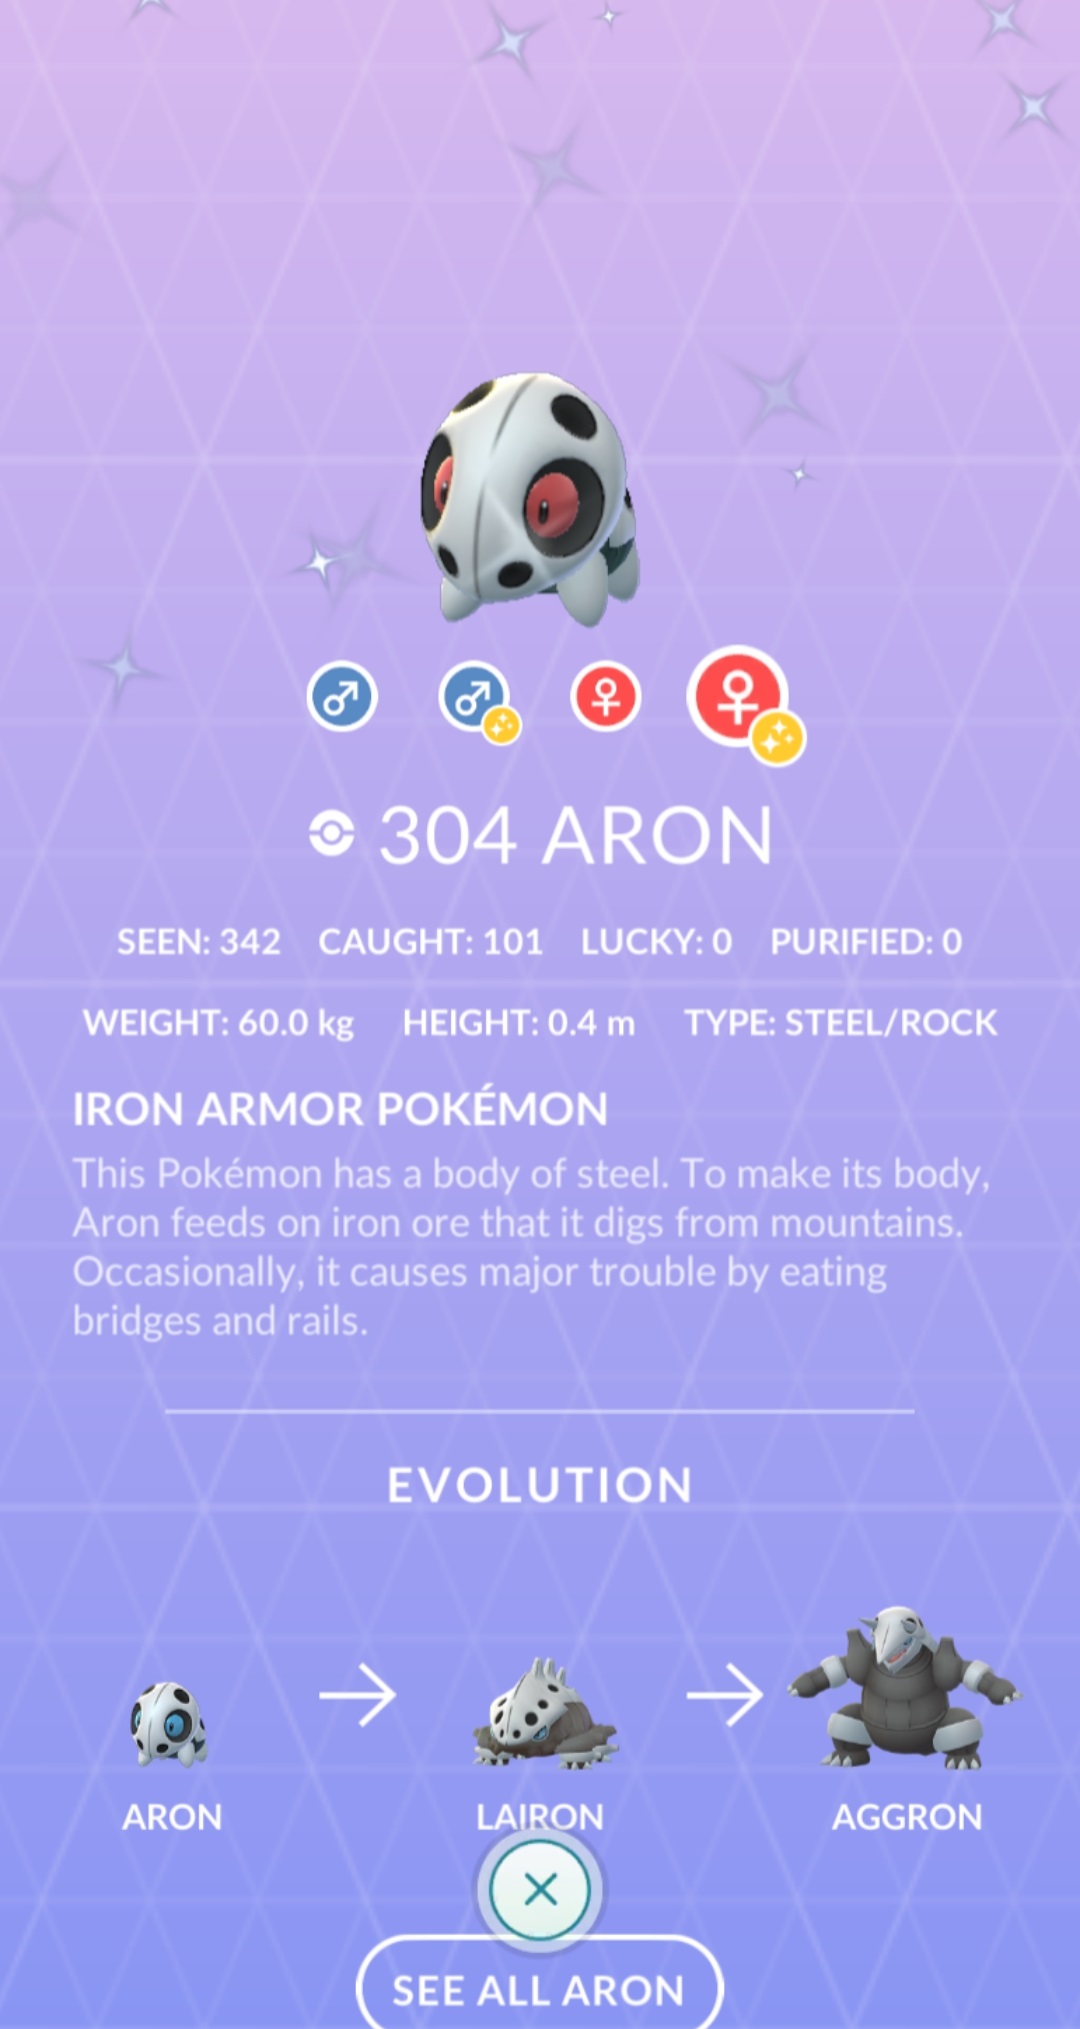 304 ARON
SEEN: 342 CAUGHT: 101 LUCKY: 0 PURIFIED: 0
WEIGHT: 60.0 kg HEIGHT: 0.4 m TYPE: STEEL/ROCK
IRON ARMOR POKÉMON
This Pokémon has a body of steel. To make its body,
Aron feeds on iron ore that it digs from mountains.
Occasionally, it causes major trouble by eating
bridges and rails.
EVOLUTION
ARON LAIRON AGGRON
SEE ALL ARON